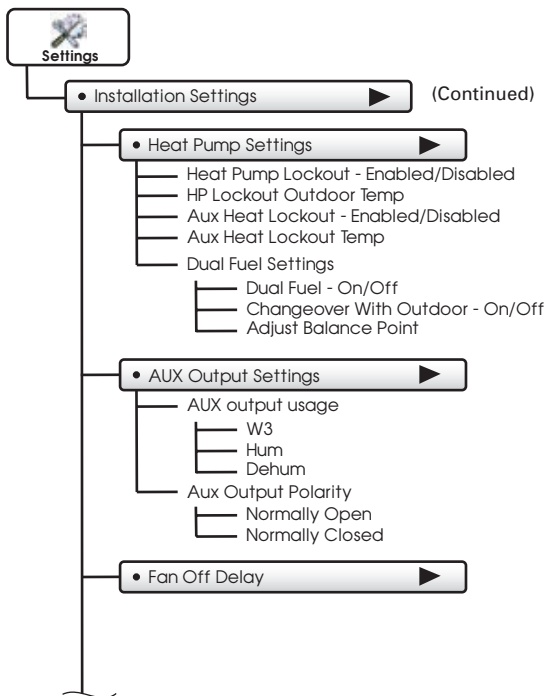 Settings
• Installation Settings
(Continued)
• Heat Pump Settings
Heat Pump Lockout - Enabled/Disabled
HP Lockout Outdoor Temp
Aux Heat Lockout - Enabled/Disabled
Aux Heat Lockout Temp
Dual Fuel Settings
Dual Fuel - On/Off
Changeover With Outdoor - On/Off
Adjust Balance Point
• AUX Output Settings
AUX output usage
W3
Hum
Dehum
Aux Output Polarity
Normally Open
Normally Closed
• Fan Off Delay